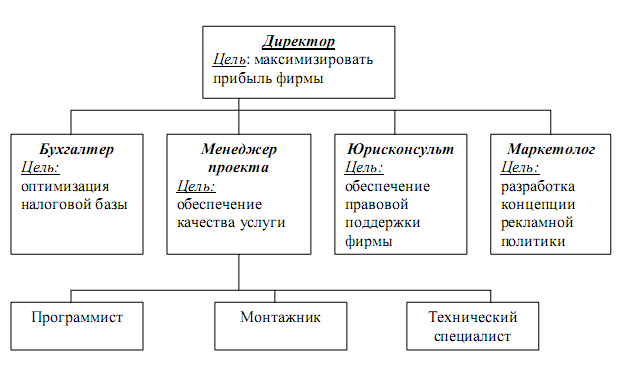 Директор
Цель: максимизировать
прибыль фирмы
Бухгалтер
Цель:
оптимизация
налоговой базы
Менеджер
проекта
Цель:
обеспечение
качества услуги
Юрисконсульт
Цель:
обеспечение
правовой
поддержки
фирмы
Маркетолог
Цель:
разработка
концепции
рекламной
политики
Программист
Монтажник
Технический
специалист